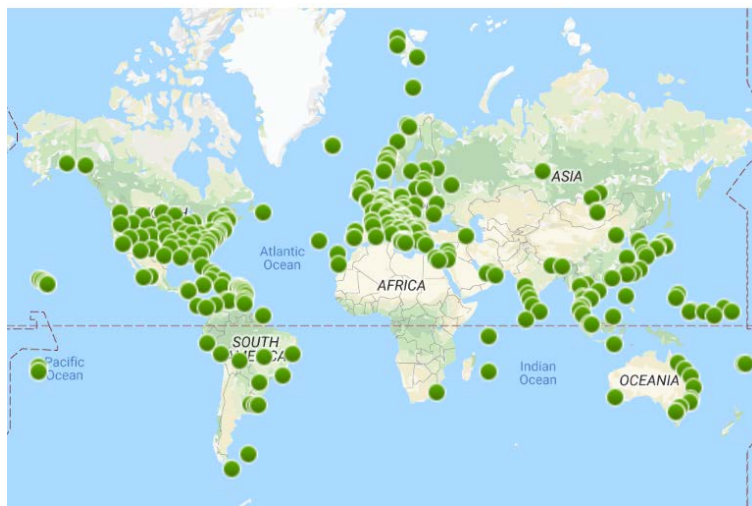 ASIA
Atlantic
Ocean
AFRICA
SOUTH
Pacific
Ocean
Indian
Ocean
OCEANIA